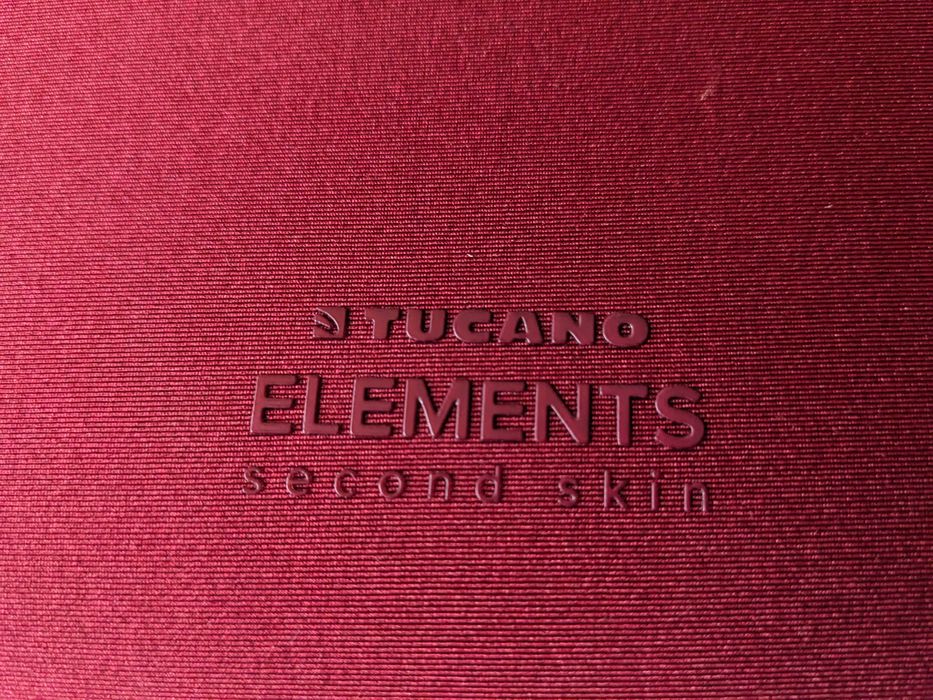 TUCANO
ELEMENTS
second skin